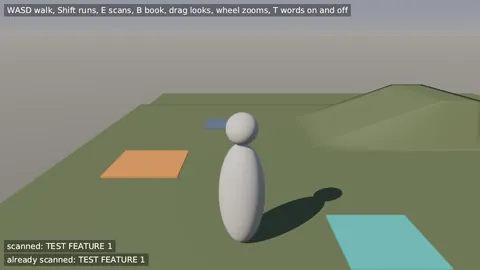 WASD walk, Shift runs, E scans, B book, drag looks, wheel zooms, T words on and off
scanned: TEST FEATURE 1
already scanned: TEST FEATURE 1